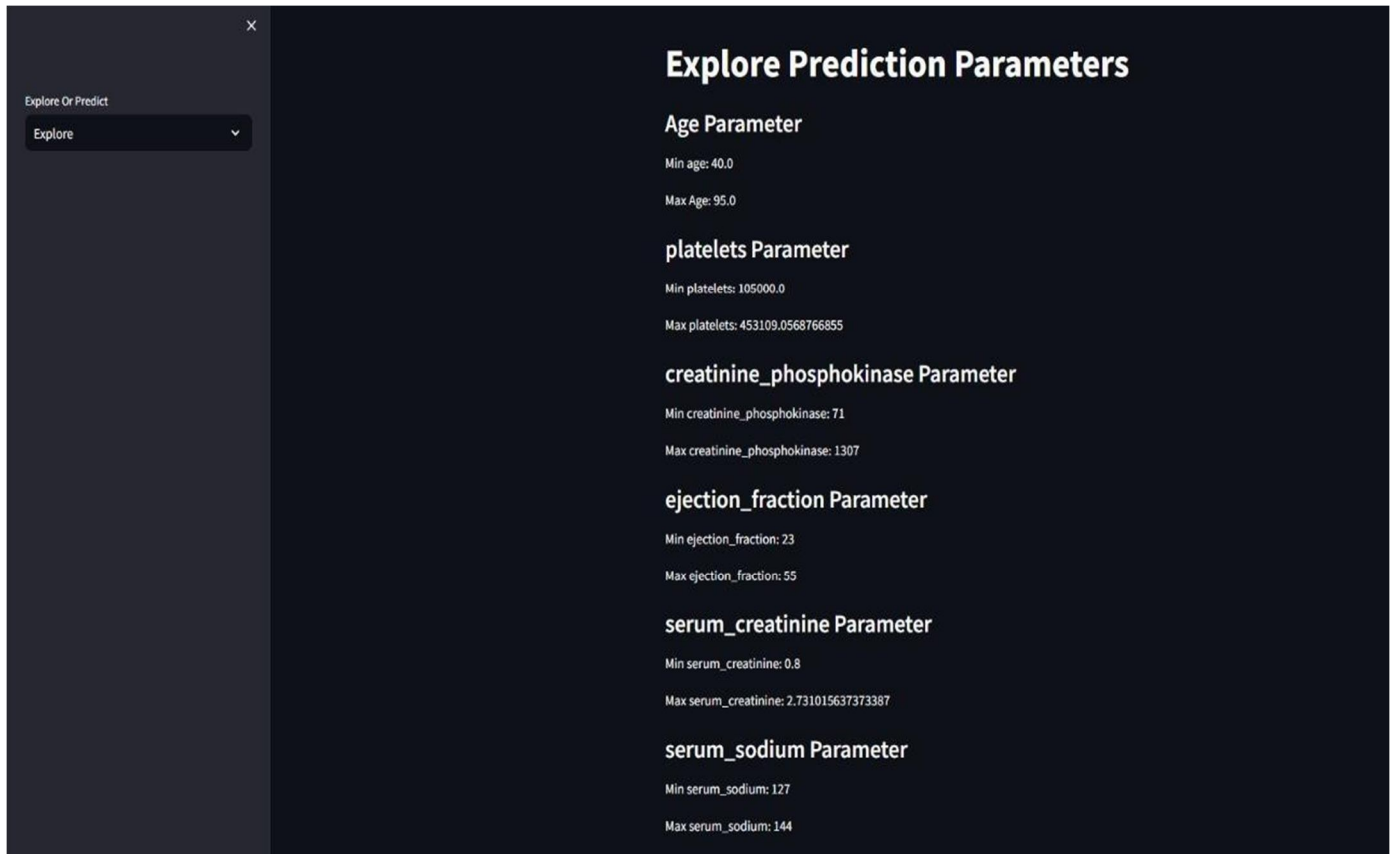 Explore Or Predict
Explore
Explore Prediction Parameters
Age Parameter
Min age: 40.0
Max Age: 95.0
platelets Parameter
Min platelets: 105000.0
Max platelets: 453109.0568766855
creatinine_phosphokinase Parameter
Min creatinine_phosphokinase: 71
Max creatinine_phosphokinase: 1307
ejection_fraction Parameter
Min ejection_fraction: 23
Max ejection_fraction: 55
serum_creatinine Parameter
Min serum_creatinine: 0.8
Max serum_creatinine: 2.731015637373387
serum_sodium Parameter
Min serum_sodium: 127
Max serum_sodium: 144